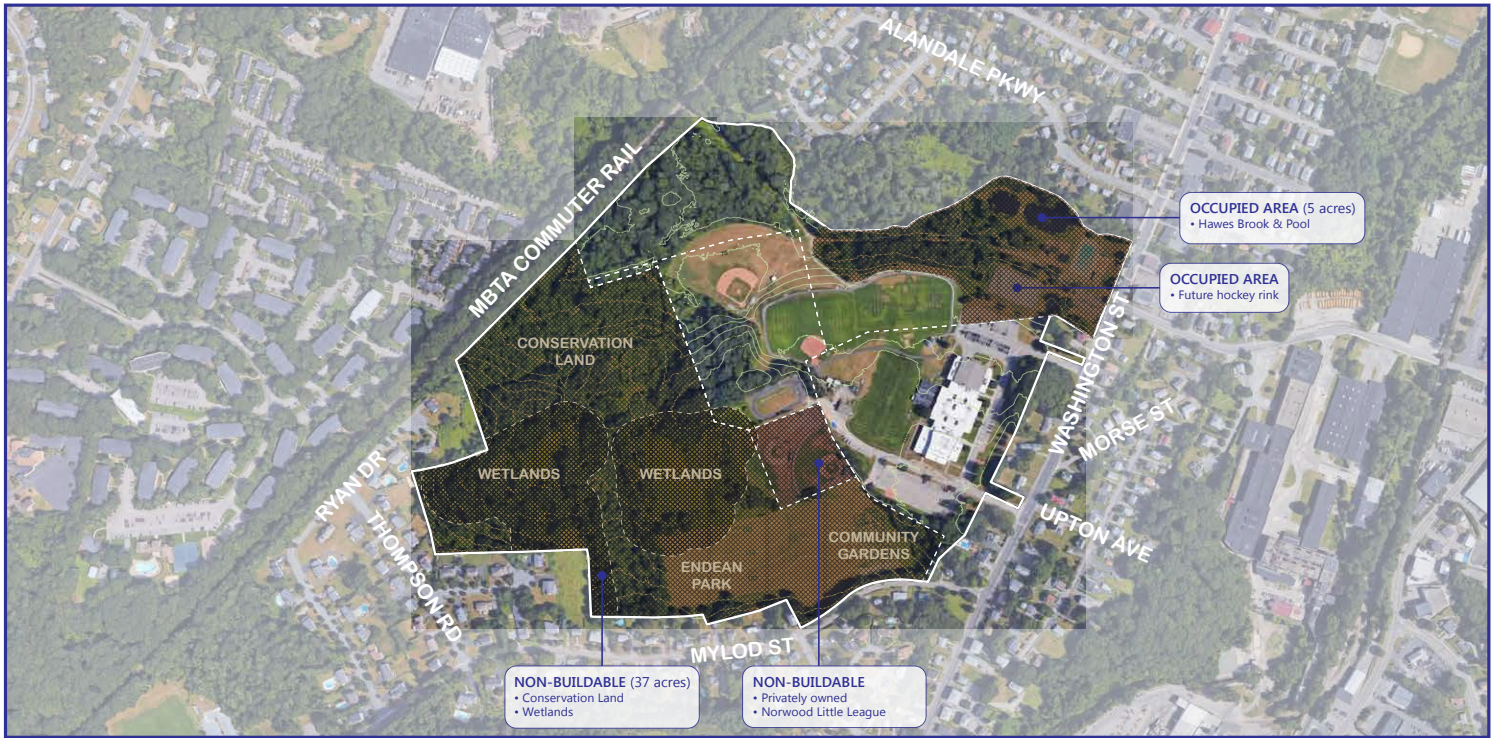 ALANDALE PKWY
MBTA COMMUTER RAIL
OCCUPIED AREA (5 acres)
• Hawes Brook & Pool
OCCUPIED AREA
• Future hockey rink
CONSERVATION
LAND
WASHINGTON ST
MORSE ST
WETLANDS
WETLANDS
RYAN DR
THOMPSON RD
UPTON AVE
COMMUNITY
GARDENS
ENDEAN
PARK
MYLOD ST
NON-BUILDABLE (37 acres)
• Conservation Land
• Wetlands
NON-BUILDABLE
• Privately owned
• Norwood Little League